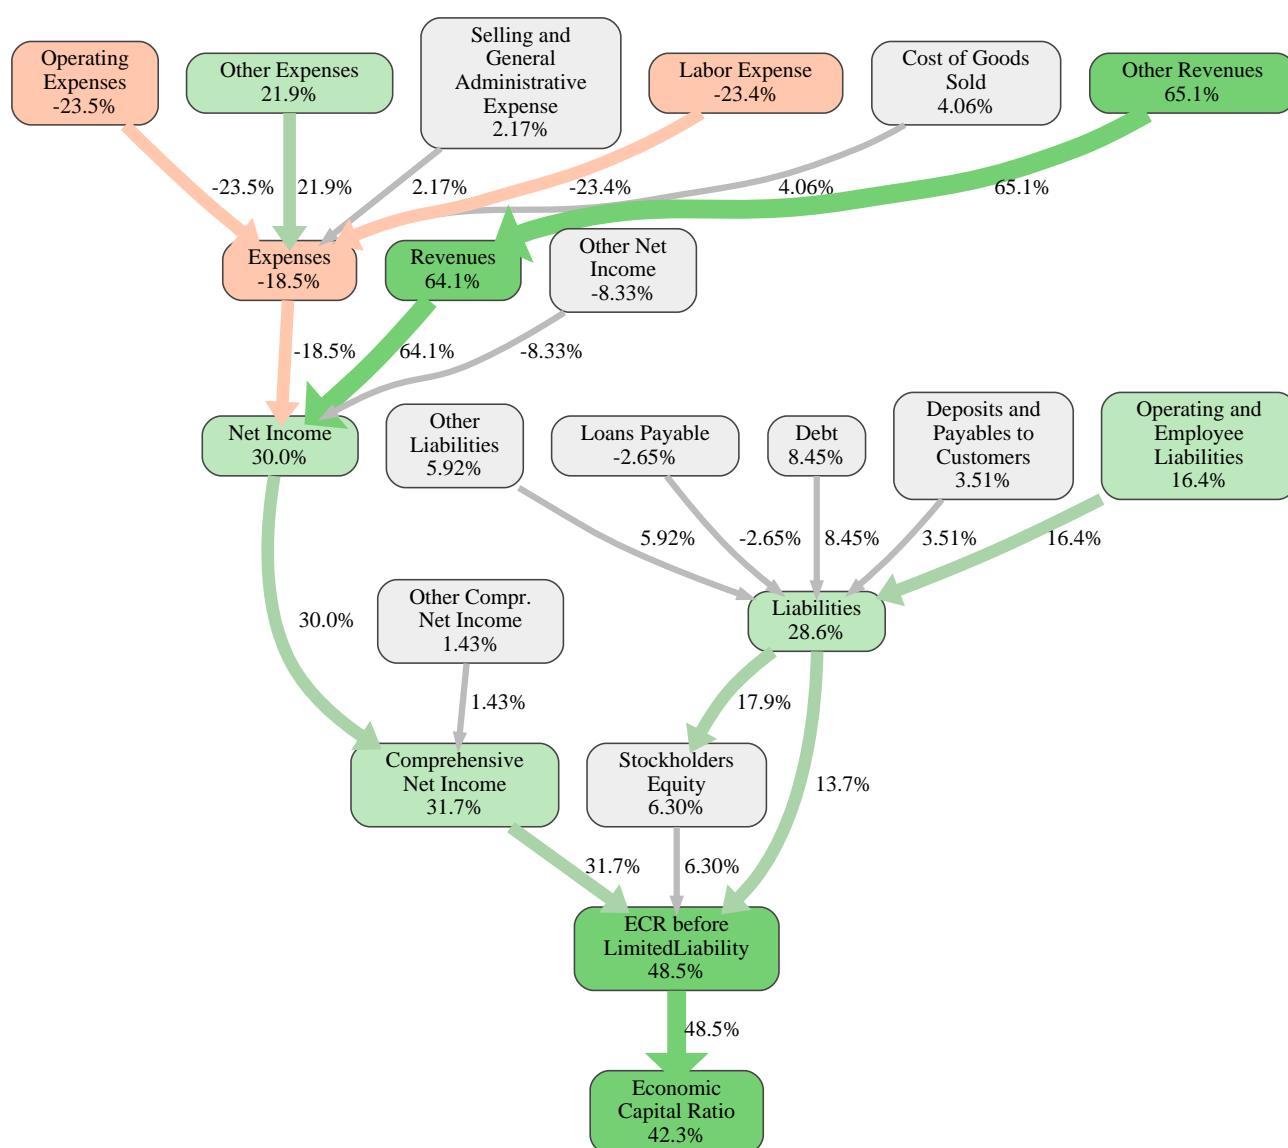 Operating
Expenses
-23.5%
Other Expenses
21.9%
Selling and
General
Administrative
Expense
2.17%
Labor Expense
-23.4%
Cost of Goods
Sold
4.06%
Other Revenues
65.1%
-23.5%
21.9%
2.17%
-23.4%
4.06%
65.1%
Expenses
-18.5%
Revenues
64.1%
Other Net
Income
-8.33%
-18.5%
64.1%
-8.33%
Net Income
30.0%
Other
Liabilities
5.92%
Loans Payable
-2.65%
Debt
8.45%
Deposits and
Payables to
Customers
3.51%
Operating and
Employee
Liabilities
16.4%
5.92%
-2.65%
8.45%
3.51%
16.4%
30.0%
Other Compr.
Net Income
1.43%
Liabilities
28.6%
1.43%
17.9%
Comprehensive
Net Income
31.7%
Stockholders
Equity
6.30%
13.7%
31.7%
6.30%
ECR before
LimitedLiability
48.5%
48.5%
Economic
Capital Ratio
42.3%